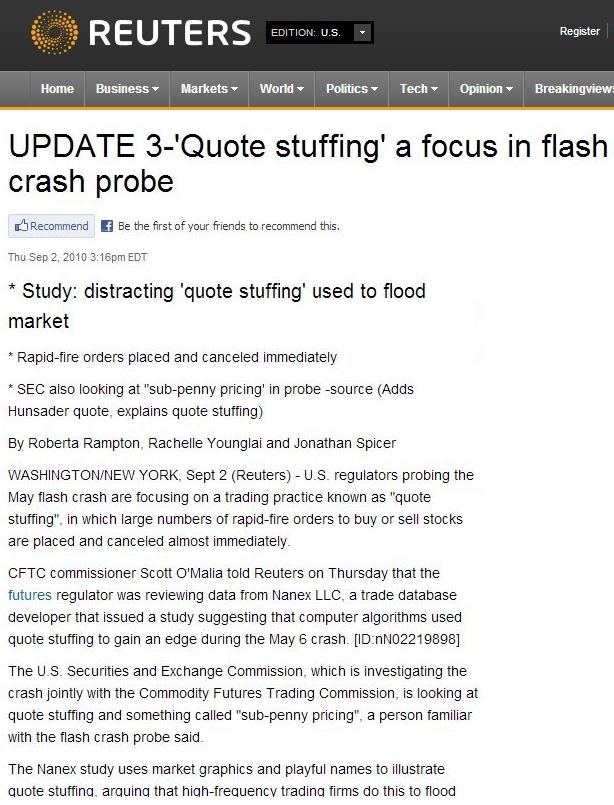 REUTERS EDITION: U.S. Register
Home Business Markets World Politics Tech Opinion Breakingviews
UPDATE 3-'Quote stuffing' a focus in flash
crash probe
Recommend Be the first of your friends to recommend this.
Thu Sep 2, 2010 3:16pm EDT
* Study: distracting 'quote stuffing' used to flood
market
* Rapid-fire orders placed and canceled immediately
* SEC also looking at "sub-penny pricing' in probe -source (Adds
Hunsader quote, explains quote stuffing)
By Roberta Rampton, Rachelle Younglai and Jonathan Spicer
WASHINGTON/NEW YORK, Sept 2 (Reuters) - U.S. regulators probing the
May flash crash are focusing on a trading practice known as "quote
stuffing", in which large numbers of rapid-fire orders to buy or sell stocks
are placed and canceled almost immediately.
CFTC commissioner Scott O'Malia told Reuters on Thursday that the
futures regulator was reviewing data from Nanex LLC, a trade database
developer that issued a study suggesting that computer algorithms used
quote stuffing to gain an edge during the May 6 crash. [ID:nN02219898]
The U.S. Securities and Exchange Commission, which is investigating the
crash jointly with the Commodity Futures Trading Commission, is looking at
quote stuffing and something called "sub-penny pricing", a person familiar
with the flash crash probe said.
The Nanex study uses market graphics and playful names to illustrate
quote stuffing, arguing that high-frequency trading firms do this to flood